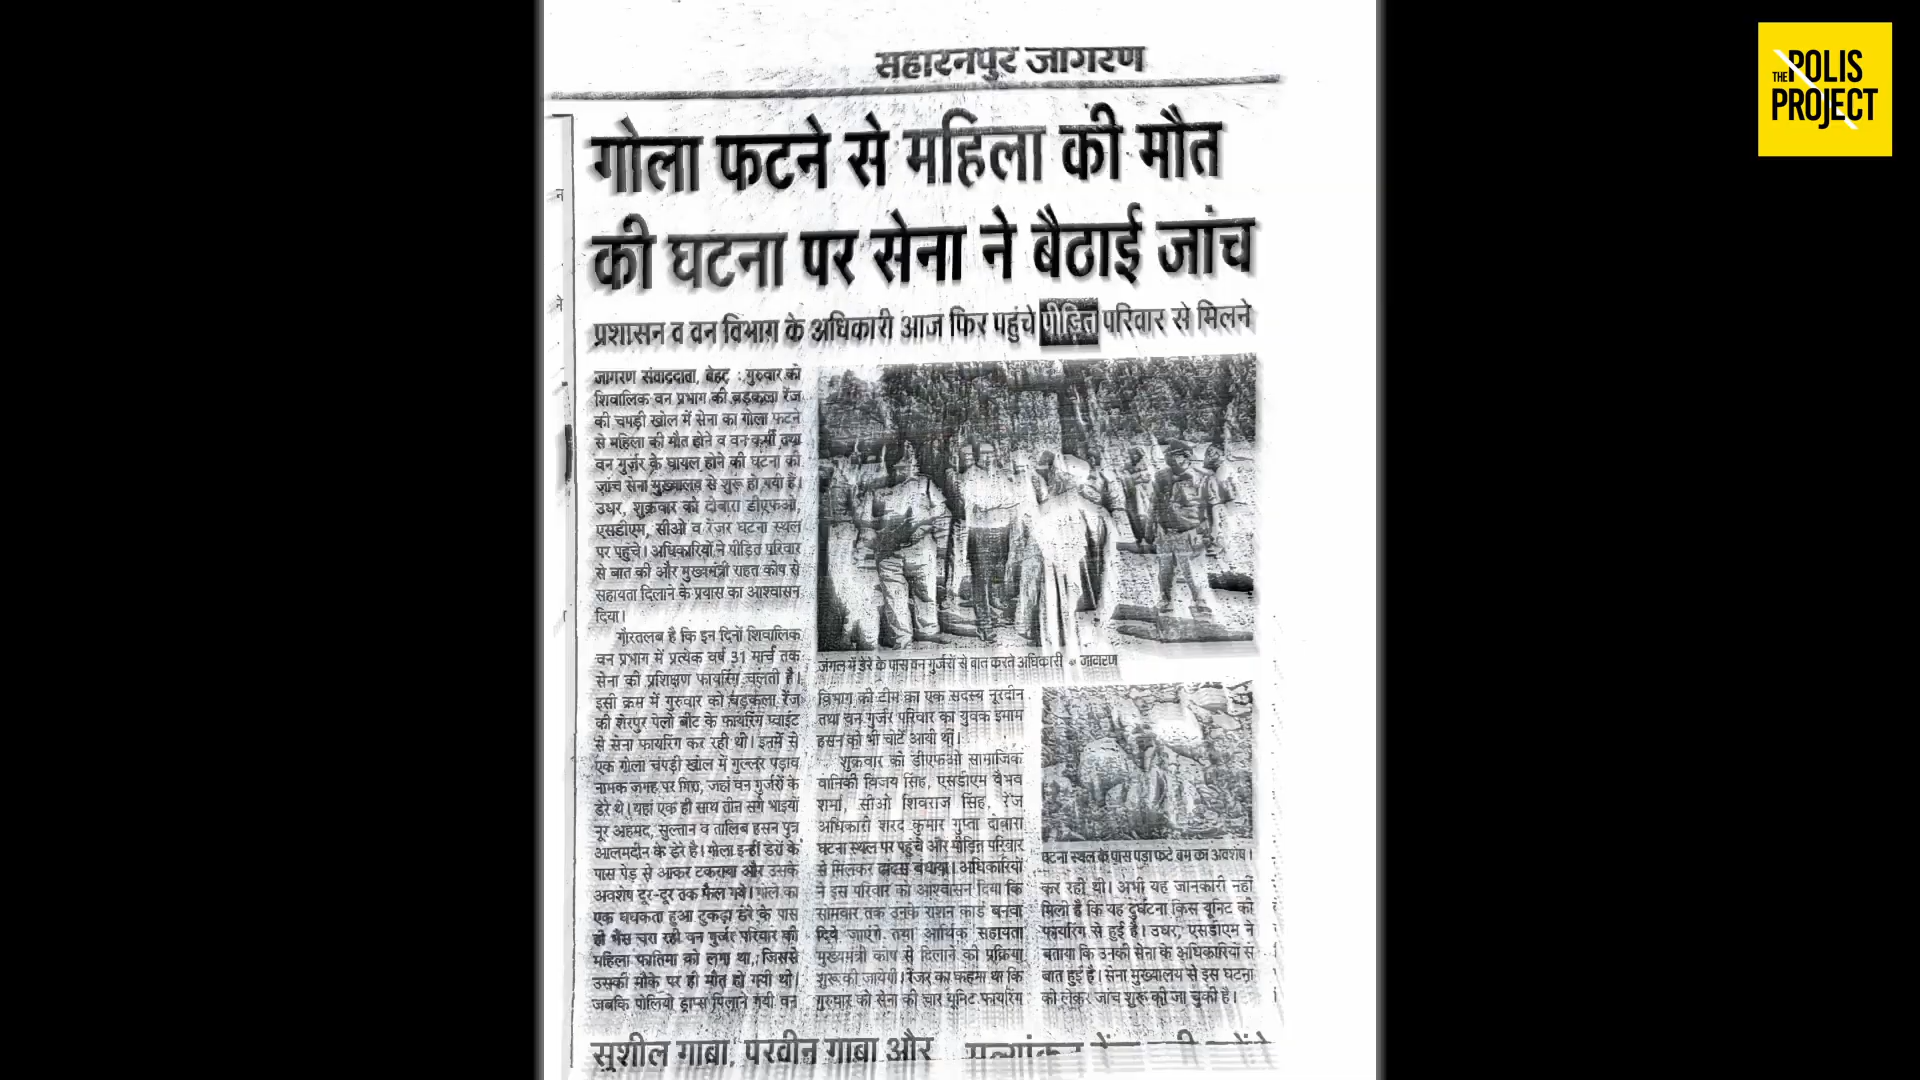 THE POLIS
PROJECT
सहारनपुर जागरण
गोला फटने से महिला की मौत
की घटना पर सेना ने बैठाई जांच
प्रशासन व वन विभाग के अधिकारी आज फिर पहुंचे पीड़ित परिवार से मिलने
जागरण संवाददाता, बेहट : गुरुवार को
शिवालिक वन प्रभाग की बड़कला रेंज
की चपड़ी खोल में सेना का गोला फटने
से महिला की मौत होने व वन कर्मी तथा
वन गुर्जर के घायल होने की घटना की
जांच सेना मुख्यालय से शुरू हो गयी है।
उधर, शुक्रवार को दोबारा डीएफओ,
एसडीएम, सीओ व रेंजर घटना स्थल
पर पहुंचे। अधिकारियों ने पीड़ित परिवार
से बात की और मुख्यमंत्री राहत कोष से
सहायता दिलाने के प्रयास का आश्वासन
दिया।
गौरतलब है कि इन दिनों शिवालिक
वन प्रभाग में प्रत्येक वर्ष 31 मार्च तक
सेना की प्रशिक्षण फायरिंग चलती है।
इसी क्रम में गुरुवार को बड़कला रेंज
की शेरपुर पेलो बीट के फायरिंग प्वाईट
से सेना फायरिंग कर रही थी। इनमें से
एक गोला चपड़ी खोल में गुल्लर पड़ाव
नामक जगह पर गिरा, जहां वन गुर्जरों के
डेरे थे। यहां एक ही साथ तीन सगे भाइयों
नूर अहमद, सुल्तान व तालिब हसन पुत्र
आलमदीन के डेरे है। गोला इन्हीं डेरों के
पास पेड़ से आकर टकराया और उसके
अवशेष दूर-दूर तक फैल गये। गोले का
एक धधकता हुआ टुकड़ा डेरे के पास
ही भैंस चरा रही वन गुर्जर परिवार की
महिला फातिमा को लगा था, जिससे
उसकी मौके पर ही मौत हो गयी थी।
जबकि पोलियो ड्राप्स पिलाने गयी वन
जंगल में डेरे के पास वन गुर्जरों से बात करते अधिकारी • जागरण
विभाग की टीम का एक सदस्य नूरदीन
तथा वन गुर्जर परिवार का युवक इमाम
हसन को भी चोटें आयी थीं।
शुक्रवार को डीएफओ सामाजिक
वानिकी विजय सिंह, एसडीएम वैभव
शर्मा, सीओ शिवराज सिंह, रेंज
अधिकारी शरद कुमार गुप्ता दोबारा
घटना स्थल पर पहुंचे और पीड़ित परिवार
से मिलकर ढांढस बंधाया। अधिकारियों
ने इस परिवार को आश्वासन दिया कि
सोमवार तक उनके राशन कार्ड बनवा
दिये जाएंगे तथा आर्थिक सहायता
मुख्यमंत्री कोष से दिलाने की प्रक्रिया
शुरू की जायेगी। रेंजर का कहना था कि
गुरुवार को सेना की चार यूनिट फायरिंग
घटना स्थल के पास पड़ा फटे बम का अवशेष।
कर रही थी। अभी यह जानकारी नहीं
मिली है कि यह दुर्घटना किस यूनिट की
फायरिंग से हुई है। उधर, एसडीएम ने
बताया कि उनकी सेना के अधिकारियों से
बात हुई है। सेना मुख्यालय से इस घटना
को लेकर जांच शुरू की जा चुकी है।
सुशील गाबा, परवीन गाबा और